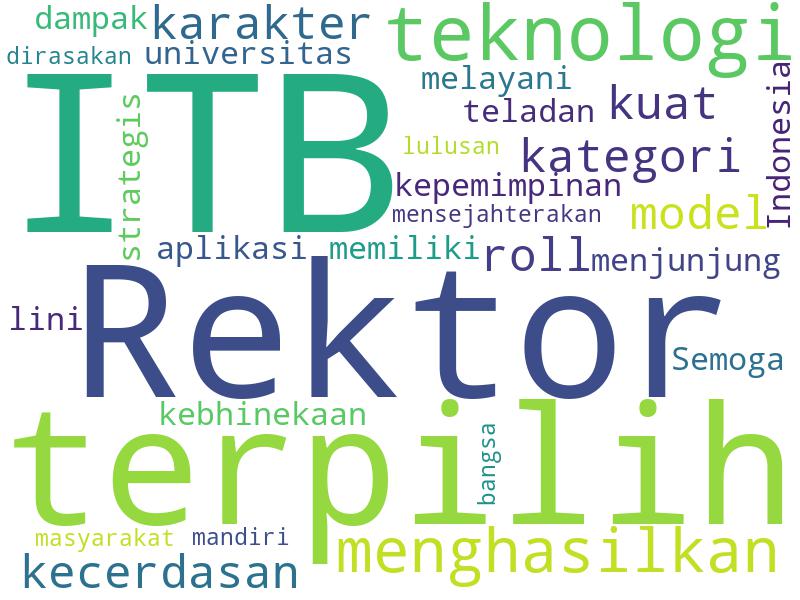 dampak
karakter
teknologi
dirasakan
universitas
melayani
Indonesia
ITB
strategis
teladan
kuat
lulusan
kategori
kepemimpinan
mensejahterakan
model
aplikasi
memiliki
roll
menjunjung
lini
Rektor
Semoga
kebhinekaan
terpilih
bangsa
masyarakat
mandiri
menghasilkan
kecerdasan